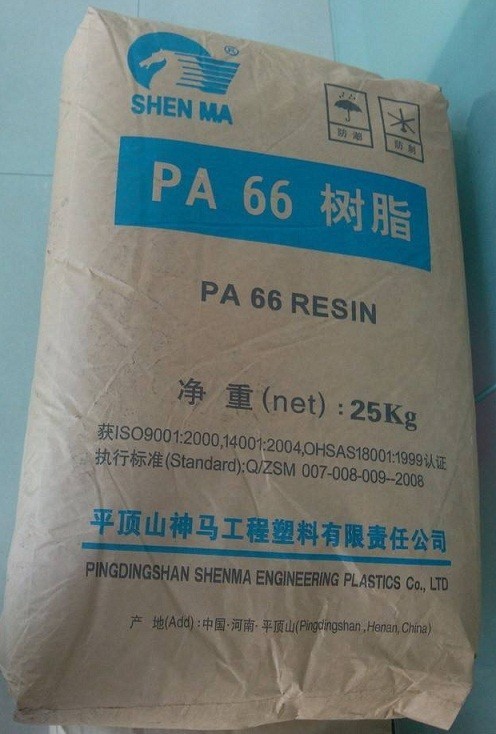 ®
SHEN MA
防潮
防割
PA 66 树脂
PA 66 RESIN
净 重(net) : 25Kg
获ISO9001:2000,14001:2004,OHSAS18001:1999认证
执行标准(Standard):Q/ZSM 007-008-009--2008
平顶山神马工程塑料有限责任公司
PINGDINGSHAN SHENMA ENGINEERING PLASTICS Co., LTD
产 地(Add) : 中国·河南·平顶山(Pingdingshan,Henan,China)